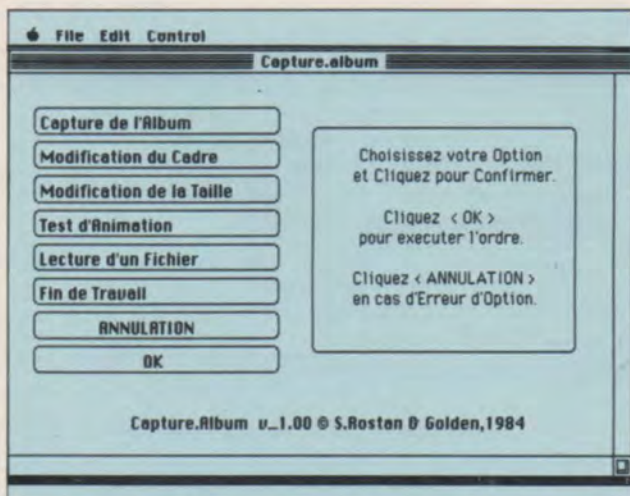 File Edit Control
Capture.album
Capture de l'Album
Modification du Cadre
Modification de la Taille
Test d'Animation
Lecture d'un Fichier
Fin de Travail
ANNULATION
OK
Choisissez votre Option
et Cliquez pour Confirmer.
Cliquez < OK >
pour executer l'ordre.
Cliquez < ANNULATION >
en cas d'Erreur d'Option.
Capture.Album v_1.00 © S.Rostan & Golden,1984